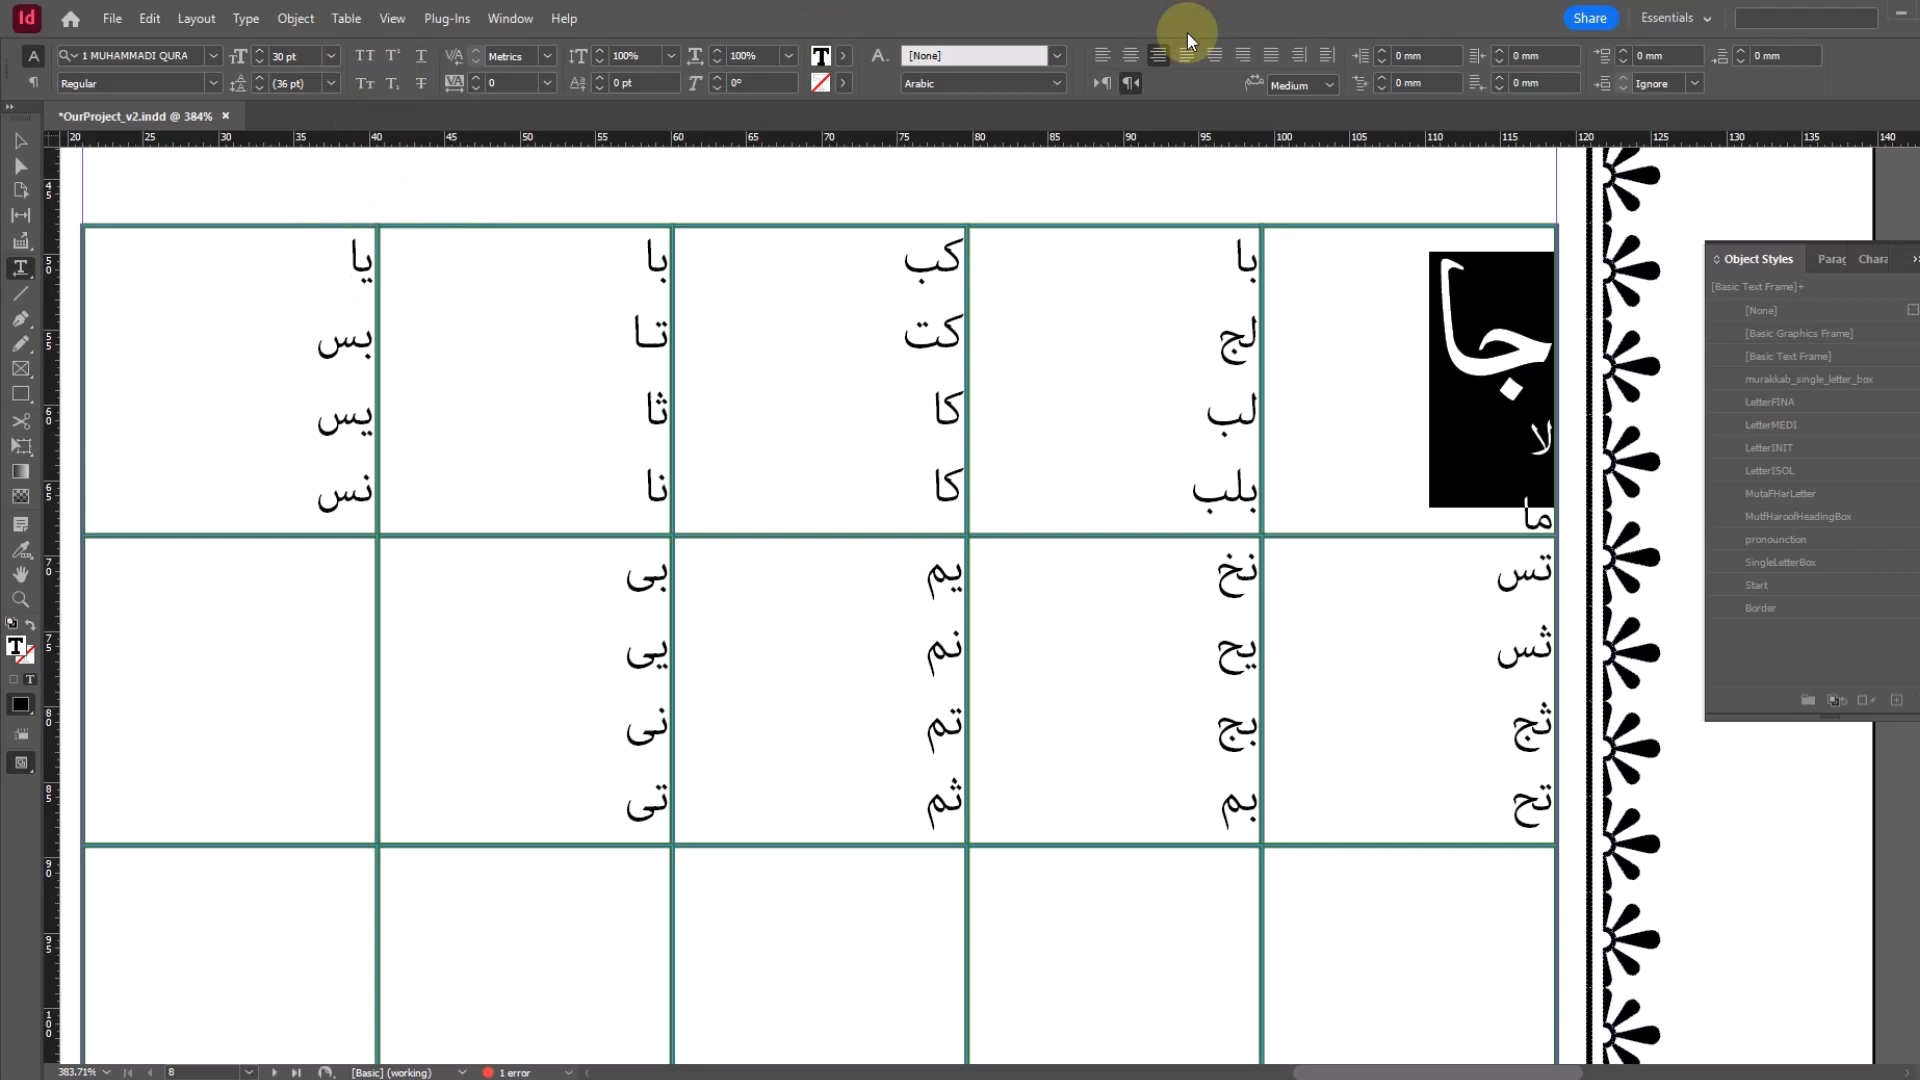 Id File Edit Layout Type Object Table View Plug-Ins Window Help Share Essentials
1 MUHAMMADI QURA 30 pt Metrics 100% 100% [None] 0 mm 0 mm 0 mm 0 mm
Regular (36 pt) 0 0 pt 0° Arabic Medium 0 mm 0 mm Ignore
*OurProject_v2.indd @ 384%
20 25 30 35 40 45 50 55 60 65 70 75 80 85 90 95 100 105 110 115 120 125 130 135 140
جا با كب با يا
لا لج كت تا بس
ما لب كا ثا يس
بلب كا نا نس
تس نخ يم بى
ثس يح نم يى
ثج بج تم نى
تح بم ثم تى
Object Styles Parag Chara
[Basic Text Frame]+
[None]
[Basic Graphics Frame]
[Basic Text Frame]
murakkab_single_letter_box
LetterFINA
LetterMEDI
LetterINIT
LetterISOL
MutaFHarLetter
MutfHaroofHeadingBox
pronounction
SingleLetterBox
Start
Border
383.71% 8 [Basic] (working) 1 error